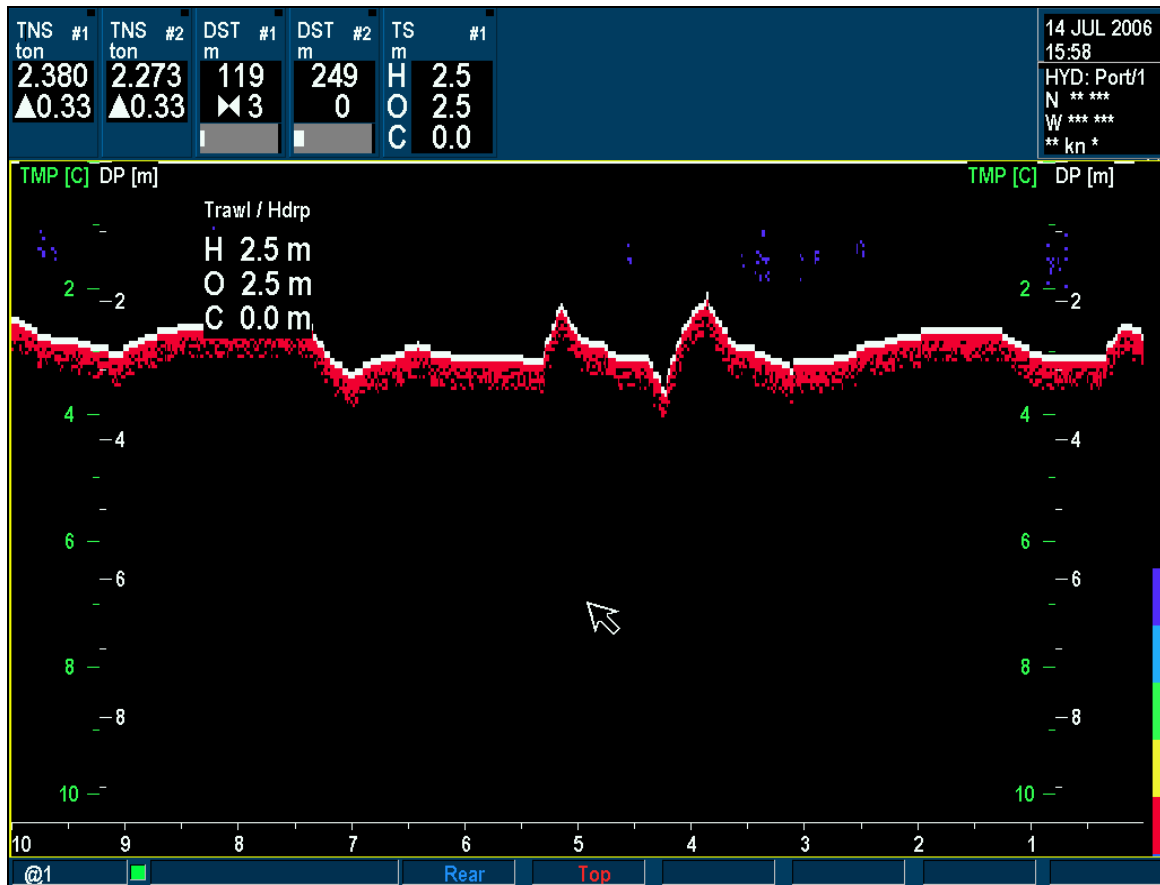 TNS #1
ton
2.380
▲0.33
TNS #2
ton
2.273
▲0.33
DST #1
m
119
⧓ 3
DST #2
m
249
0
TS #1
m
H 2.5
O 2.5
C 0.0
14 JUL 2006
15:58
HYD: Port/1
N ** ***
W *** ***
** kn *
TMP [C] DP [m]
TMP [C] DP [m]
Trawl / Hdrp
H 2.5 m
O 2.5 m
C 0.0 m
2
2
4
4
6
6
8
8
10
2
2
4
4
6
6
8
8
10
10 9 8 7 6 5 4 3 2 1
@1 Rear Top